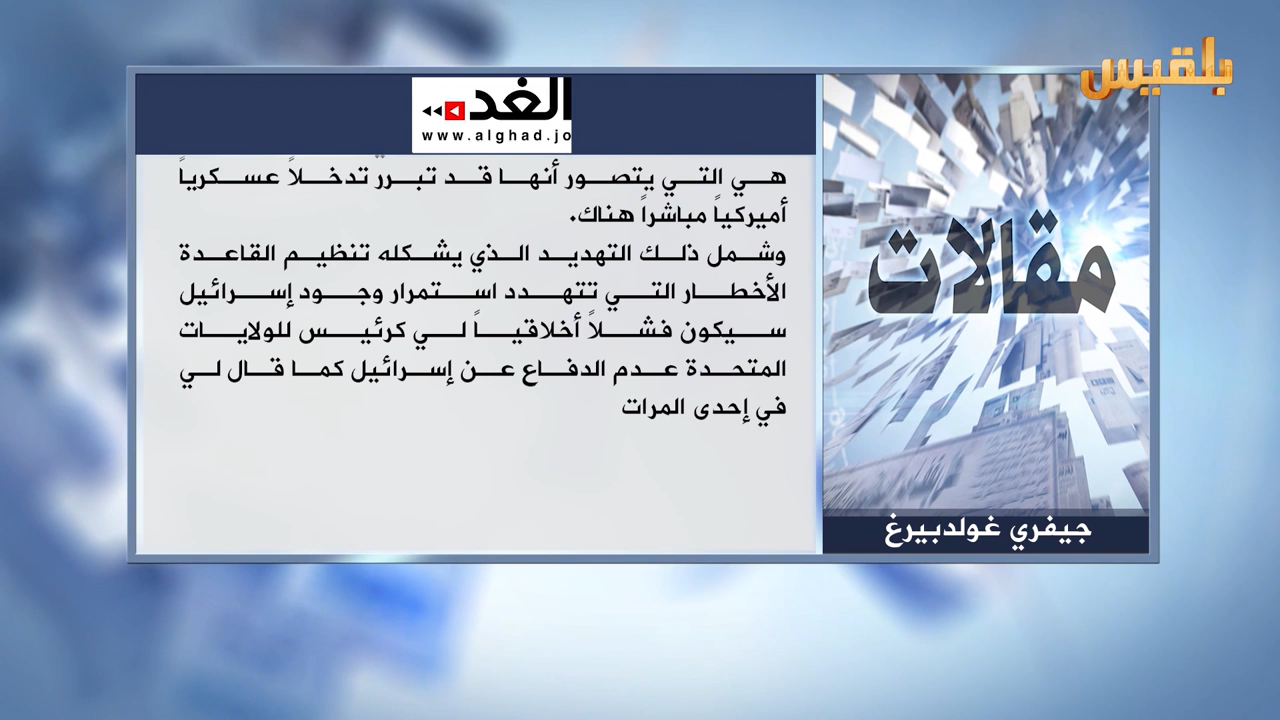 بلقيس
الغد
www.alghad.jo
هي التي يتصور أنها قد تبرّر تدخلاً عسكرياً
أميركياً مباشراً هناك.
وشمل ذلك التهديد الذي يشكله تنظيم القاعدة
الأخطار التي تتهدد استمرار وجود إسرائيل
سيكون فشلاً أخلاقياً لي كرئيس للولايات
المتحدة عدم الدفاع عن إسرائيل كما قال لي
في إحدى المرات
مقالات
جيفري غولدبيرغ